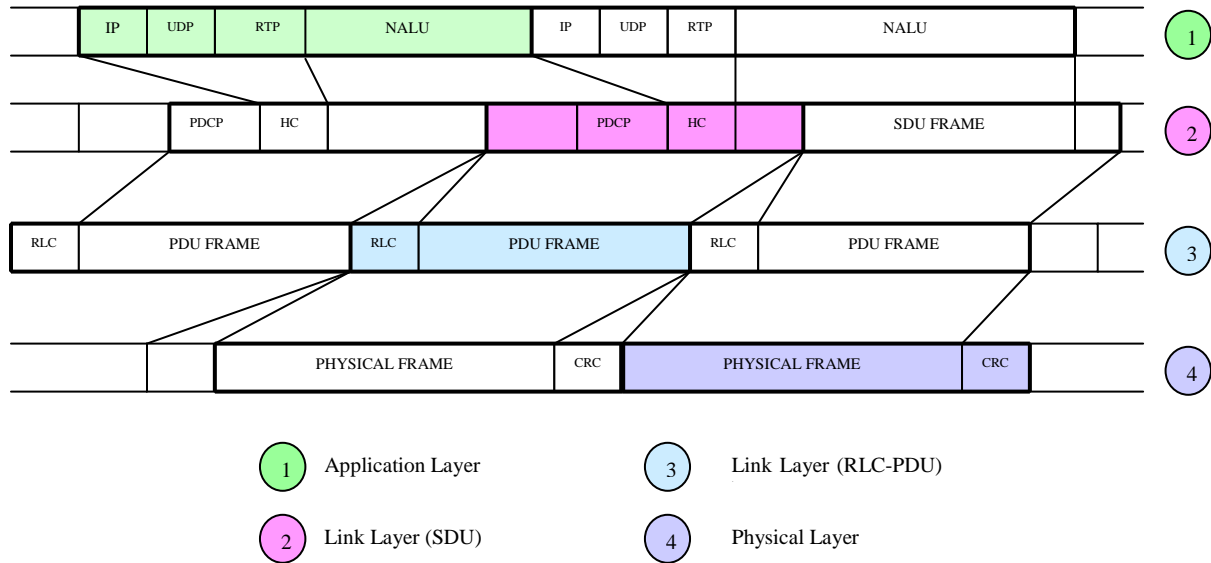 IP UDP RTP NALU IP UDP RTP NALU 1
PDCP HC PDCP HC SDU FRAME 2
RLC PDU FRAME RLC PDU FRAME RLC PDU FRAME 3
PHYSICAL FRAME CRC PHYSICAL FRAME CRC 4
1 Application Layer 3 Link Layer (RLC-PDU)
2 Link Layer (SDU) 4 Physical Layer